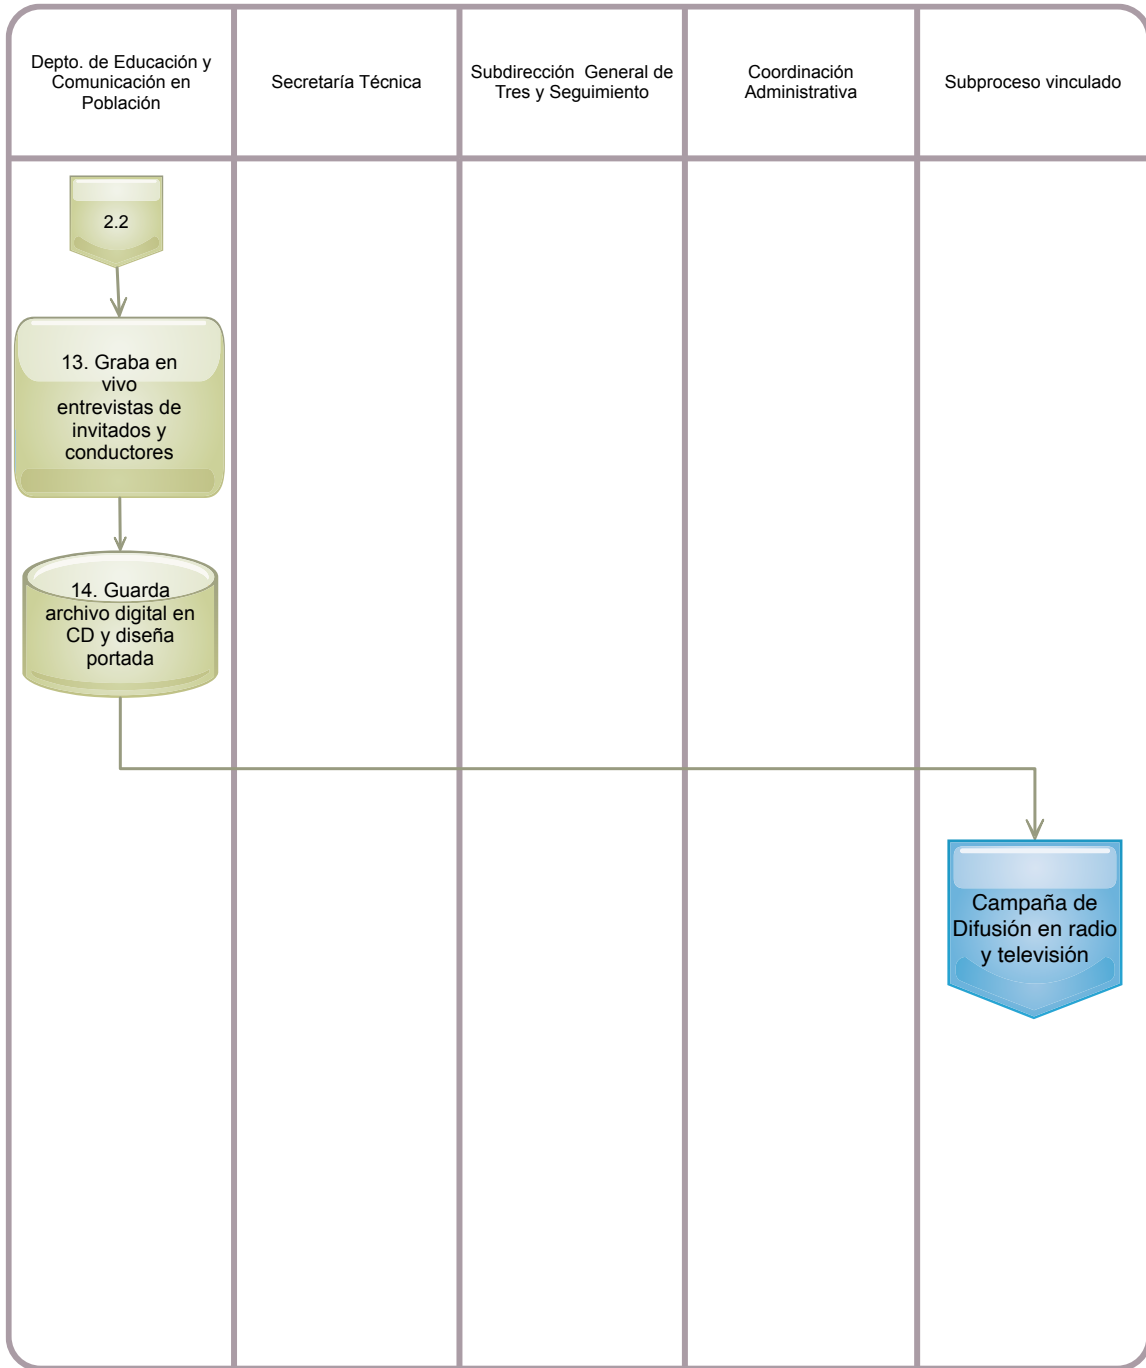 Depto. de Educación y
Comunicación en
Población
Secretaría Técnica
Subdirección General de
Tres y Seguimiento
Coordinación
Administrativa
Subproceso vinculado
2.2
13. Graba en
vivo
entrevistas de
invitados y
conductores
14. Guarda
archivo digital en
CD y diseña
portada
Campaña de
Difusión en radio
y televisión